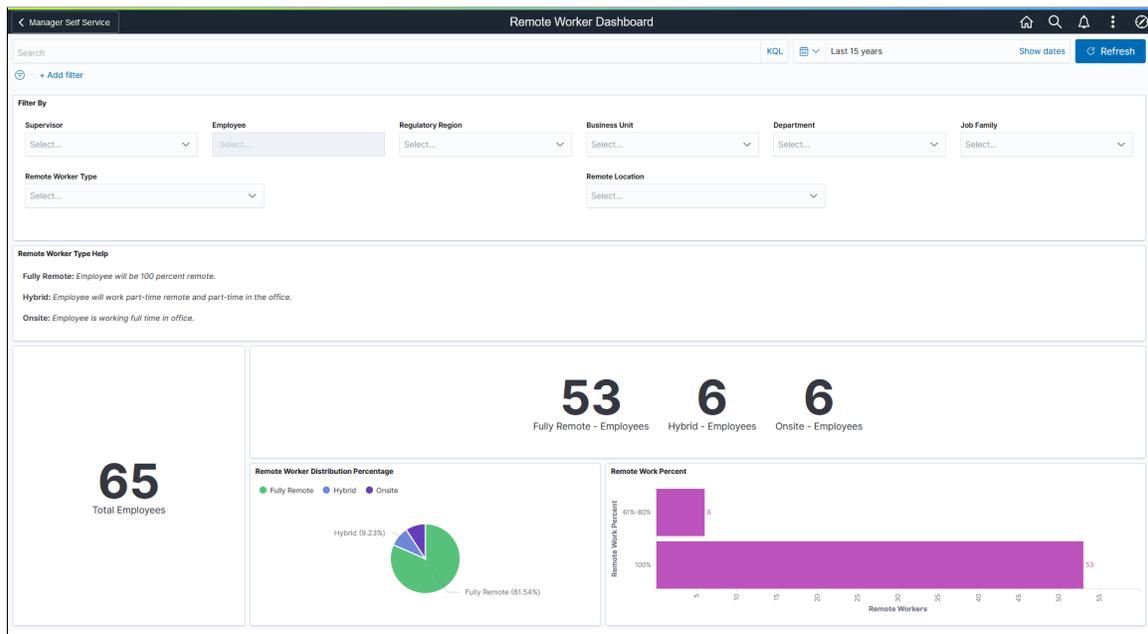 Manager Self Service
Remote Worker Dashboard
Search
KQL
Last 15 years
Show dates
Refresh
+ Add filter
Filter By
Supervisor
Employee
Regulatory Region
Business Unit
Department
Job Family
Select...
Select...
Select...
Select...
Select...
Select...
Remote Worker Type
Remote Location
Select...
Select...
Remote Worker Type Help
Fully Remote: Employee will be 100 percent remote.
Hybrid: Employee will work part-time remote and part-time in the office.
Onsite: Employee is working full time in office.
65
Total Employees
53
Fully Remote - Employees
6
Hybrid - Employees
6
Onsite - Employees
Remote Worker Distribution Percentage
Fully Remote
Hybrid
Onsite
Hybrid (9.23%)
Fully Remote (81.54%)
Remote Work Percent
Remote Work Percent
61%-80%
6
100%
53
5
10
15
20
25
30
35
40
45
50
55
Remote Workers